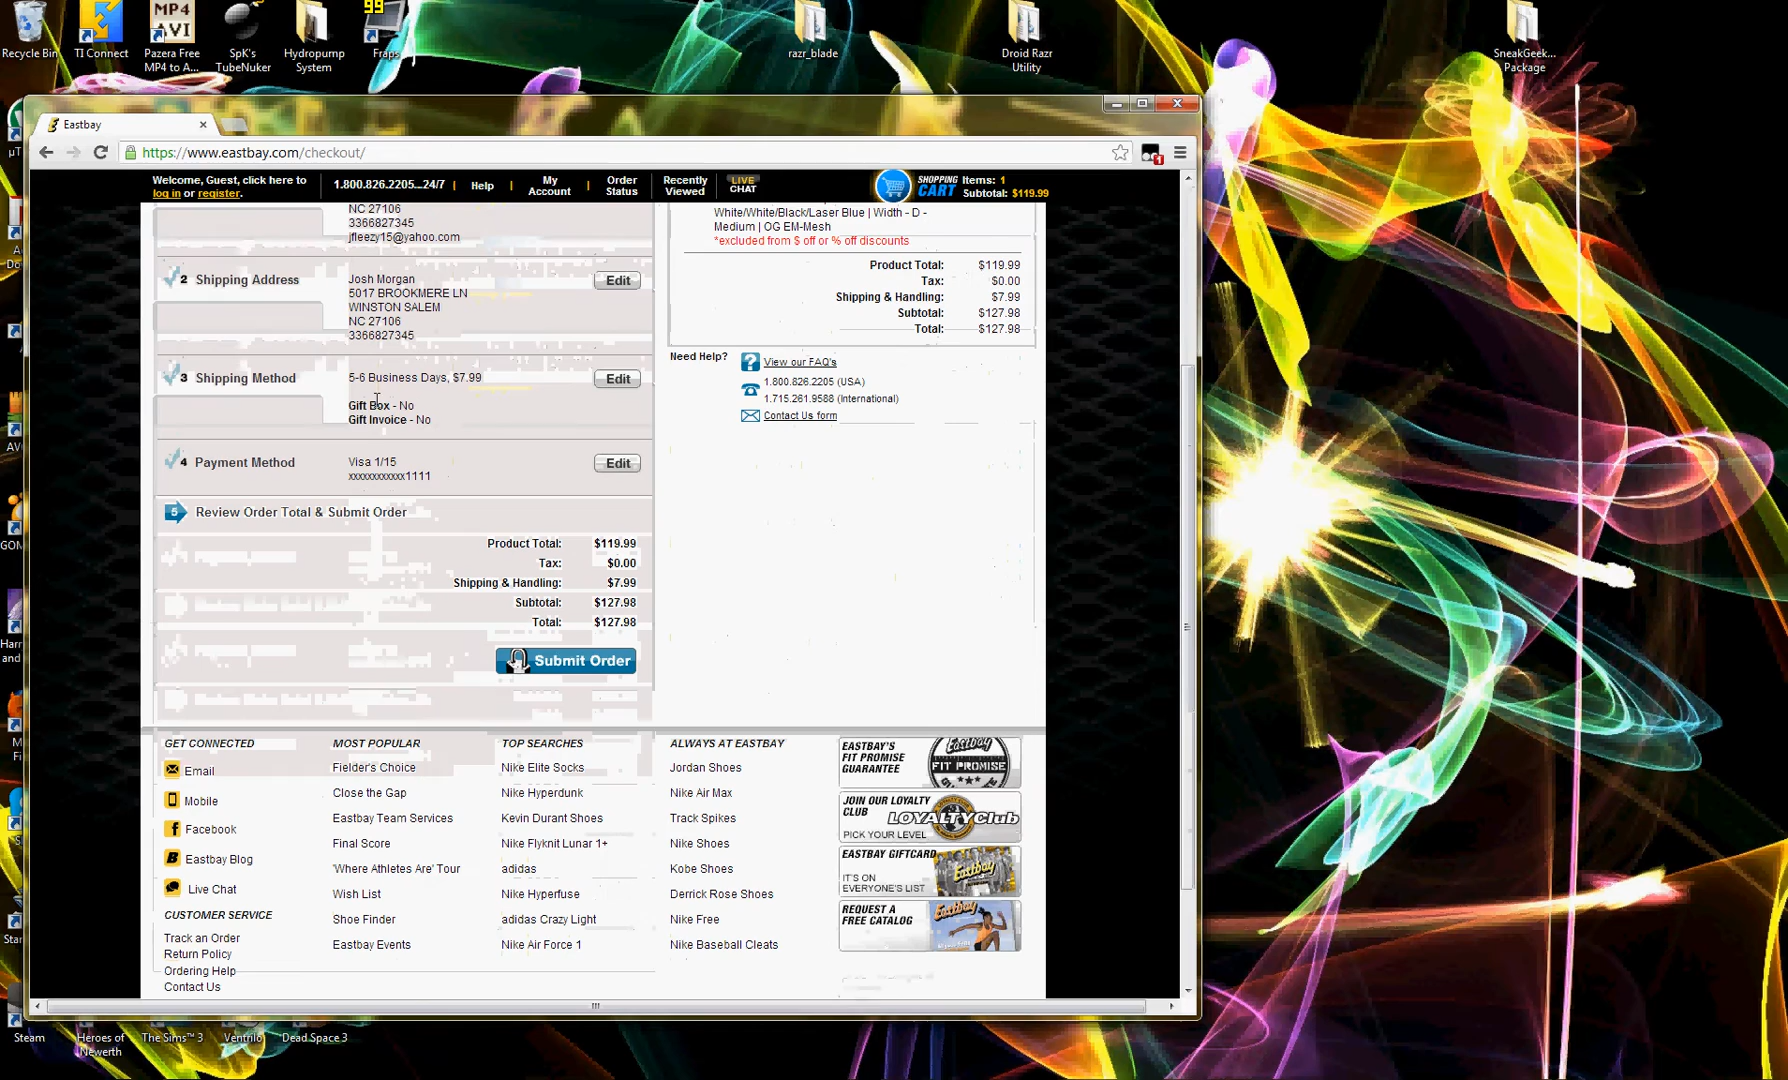 MP4
AVI
99
Recycle Bin
TI Connect
Pazera Free
MP4 to A...
SpK's
TubeNuker
Hydropump
System
Fraps
razr_blade
Droid Razr
Utility
SneakGeek...
Package
Eastbay
https://www.eastbay.com/checkout/
1
Welcome, Guest, click here to
log in or register.
1.800.826.2205...24/7
Help
My
Account
Order
Status
Recently
Viewed
LIVE
CHAT
SHOPPING
CART
Items: 1
Subtotal: $119.99
NC 27106
3366827345
jfleezy15@yahoo.com
2 Shipping Address
Josh Morgan
5017 BROOKMERE LN
WINSTON SALEM
NC 27106
3366827345
Edit
3 Shipping Method
5-6 Business Days, $7.99
Edit
Gift Box - No
Gift Invoice - No
4 Payment Method
Visa 1/15
xxxxxxxxxxxx1111
Edit
5 Review Order Total & Submit Order
Product Total: $119.99
Tax: $0.00
Shipping & Handling: $7.99
Subtotal: $127.98
Total: $127.98
Submit Order
White/White/Black/Laser Blue | Width - D -
Medium | OG EM-Mesh
*excluded from $ off or % off discounts
Product Total: $119.99
Tax: $0.00
Shipping & Handling: $7.99
Subtotal: $127.98
Total: $127.98
Need Help?
View our FAQ's
1.800.826.2205 (USA)
1.715.261.9588 (International)
Contact Us form
GET CONNECTED
Email
Mobile
Facebook
Eastbay Blog
Live Chat
CUSTOMER SERVICE
Track an Order
Return Policy
Ordering Help
Contact Us
MOST POPULAR
Fielder's Choice
Close the Gap
Eastbay Team Services
Final Score
'Where Athletes Are' Tour
Wish List
Shoe Finder
Eastbay Events
TOP SEARCHES
Nike Elite Socks
Nike Hyperdunk
Kevin Durant Shoes
Nike Flyknit Lunar 1+
adidas
Nike Hyperfuse
adidas Crazy Light
Nike Air Force 1
ALWAYS AT EASTBAY
Jordan Shoes
Nike Air Max
Track Spikes
Nike Shoes
Kobe Shoes
Derrick Rose Shoes
Nike Free
Nike Baseball Cleats
EASTBAY'S
FIT PROMISE
GUARANTEE
Eastbay
FIT PROMISE
JOIN OUR LOYALTY
CLUB
PICK YOUR LEVEL
LOYALTYClub
EASTBAY GIFTCARD
IT'S ON
EVERYONE'S LIST
Eastbay
REQUEST A
FREE CATALOG
Eastbay
Steam
Heroes of
Newerth
The Sims™ 3
Ventrilo
Dead Space 3